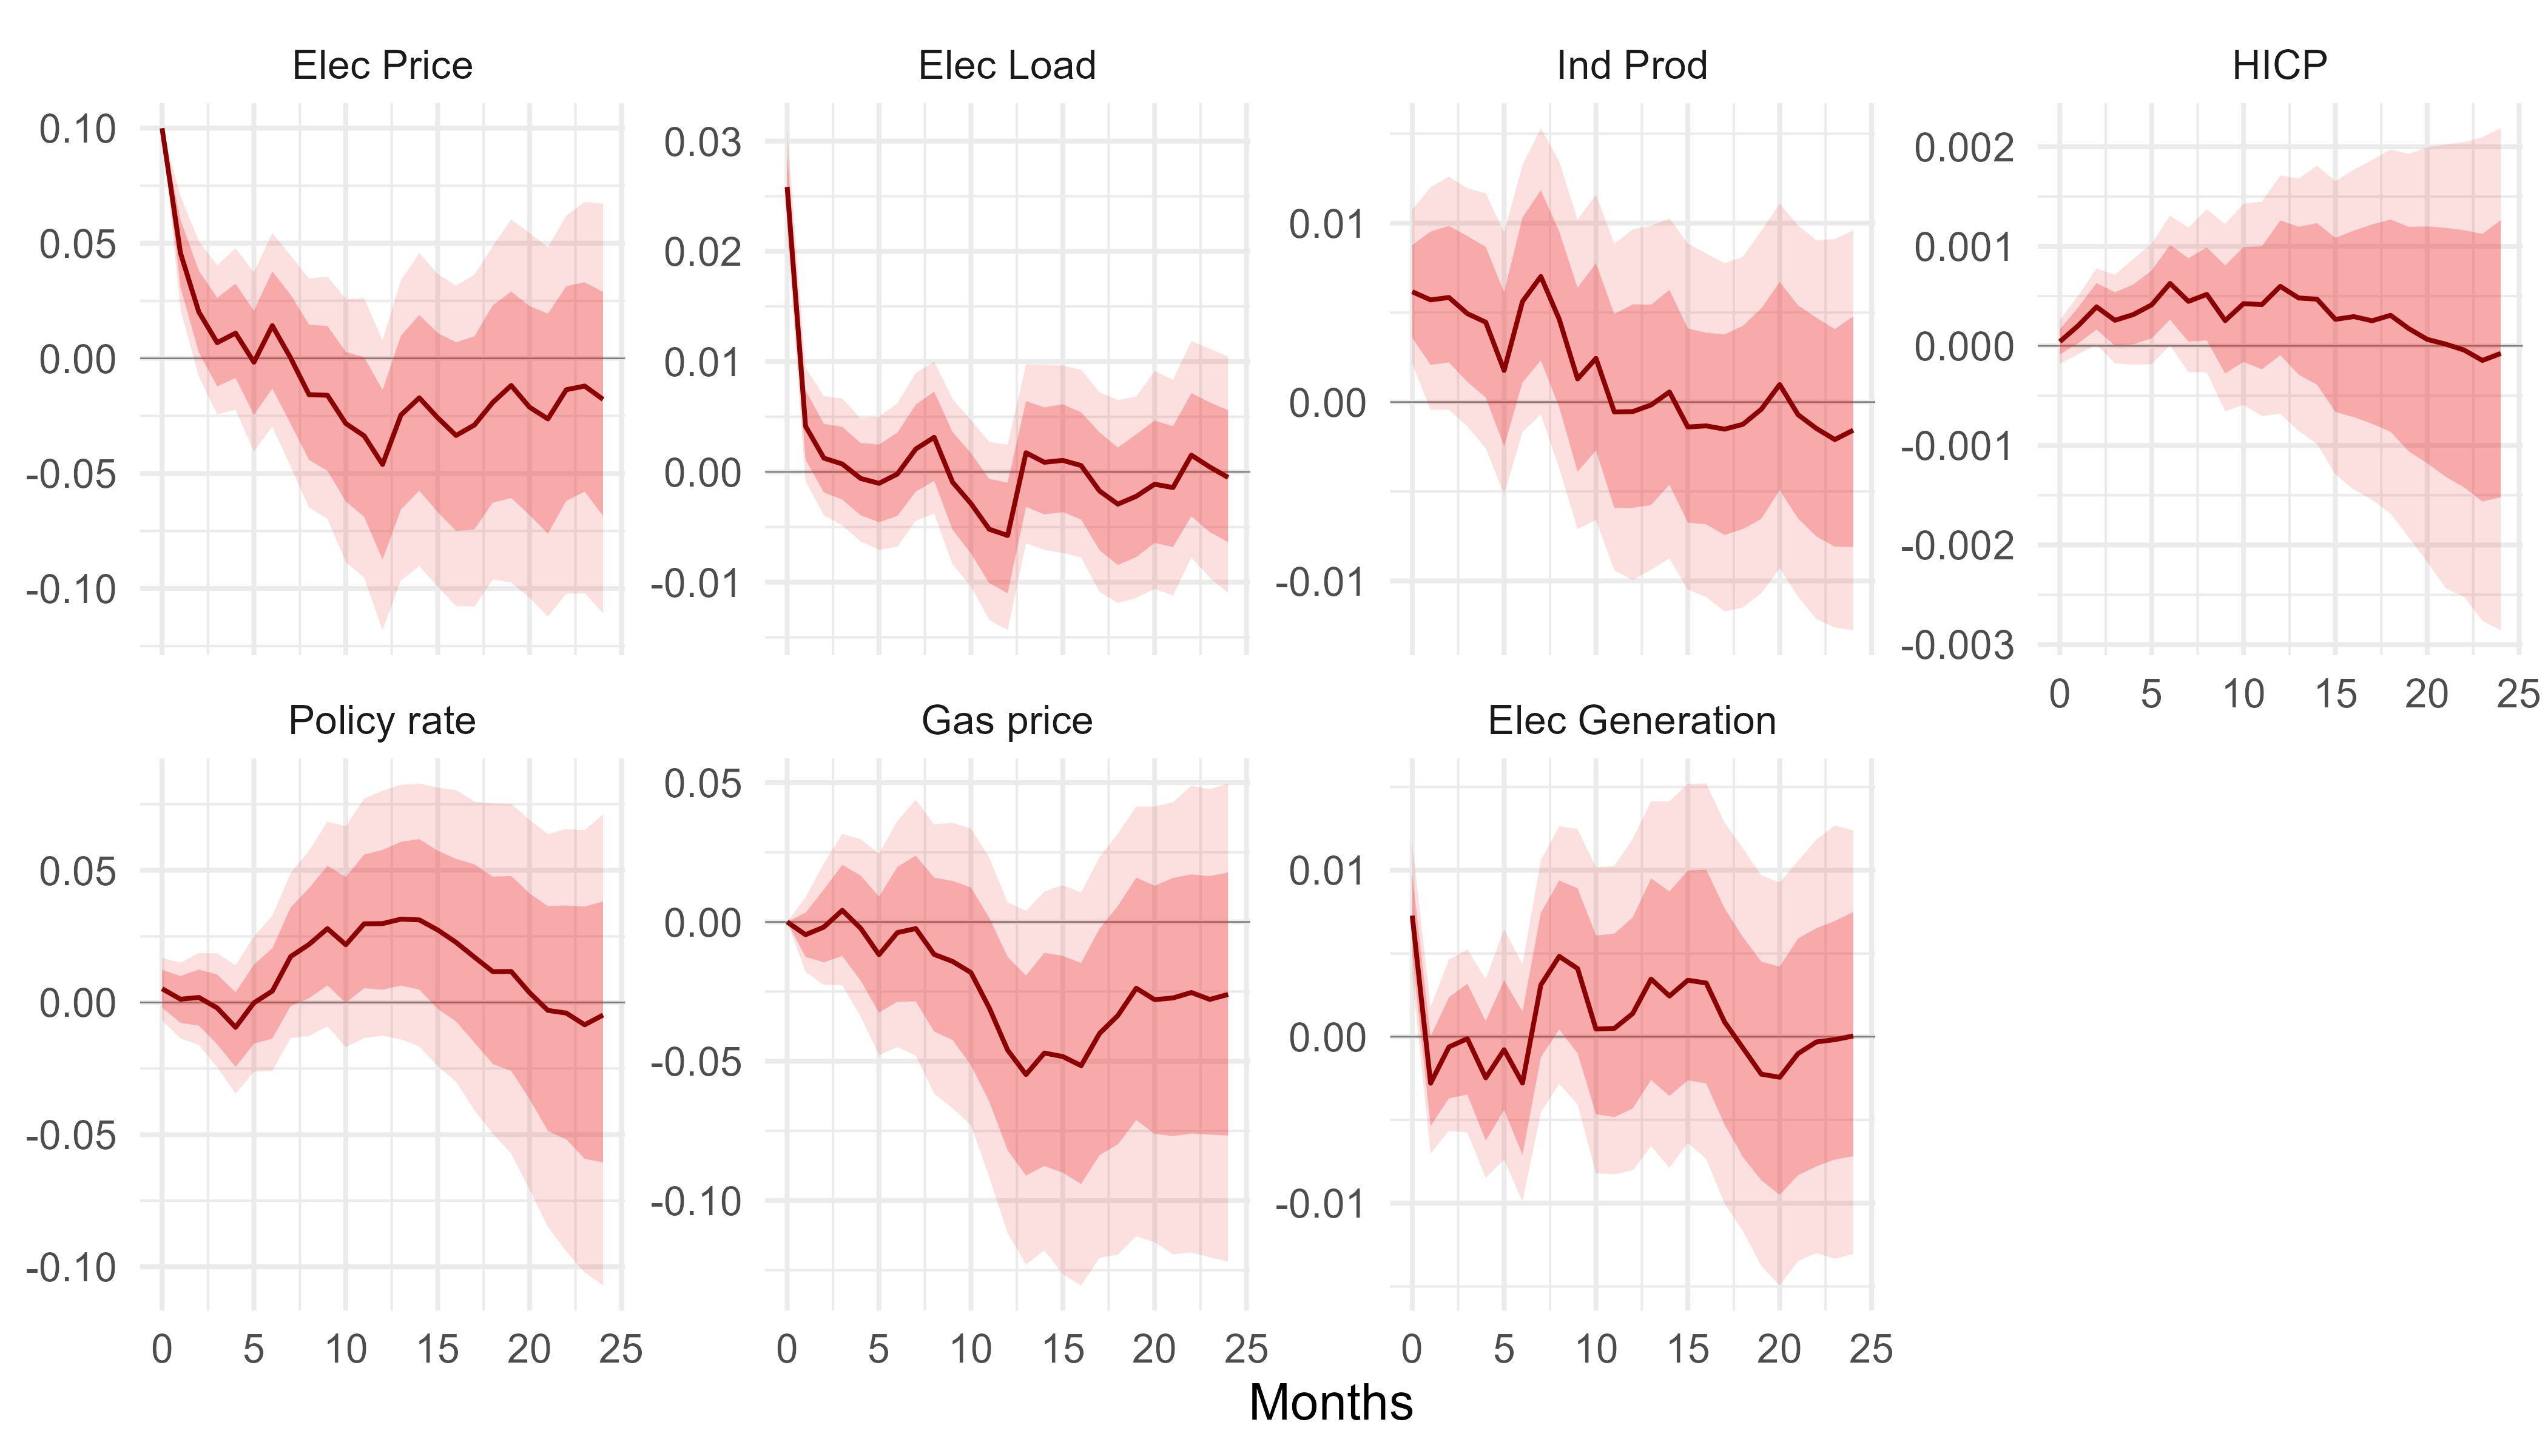 Elec Price
0.10
0.05
0.00
-0.05
-0.10
Elec Load
0.03
0.02
0.01
0.00
-0.01
Ind Prod
0.01
0.00
-0.01
HICP
0.002
0.001
0.000
-0.001
-0.002
-0.003
0 5 10 15 20 25
Policy rate
0.05
0.00
-0.05
-0.10
0 5 10 15 20 25
Gas price
0.05
0.00
-0.05
-0.10
0 5 10 15 20 25
Elec Generation
0.01
0.00
-0.01
0 5 10 15 20 25
Months